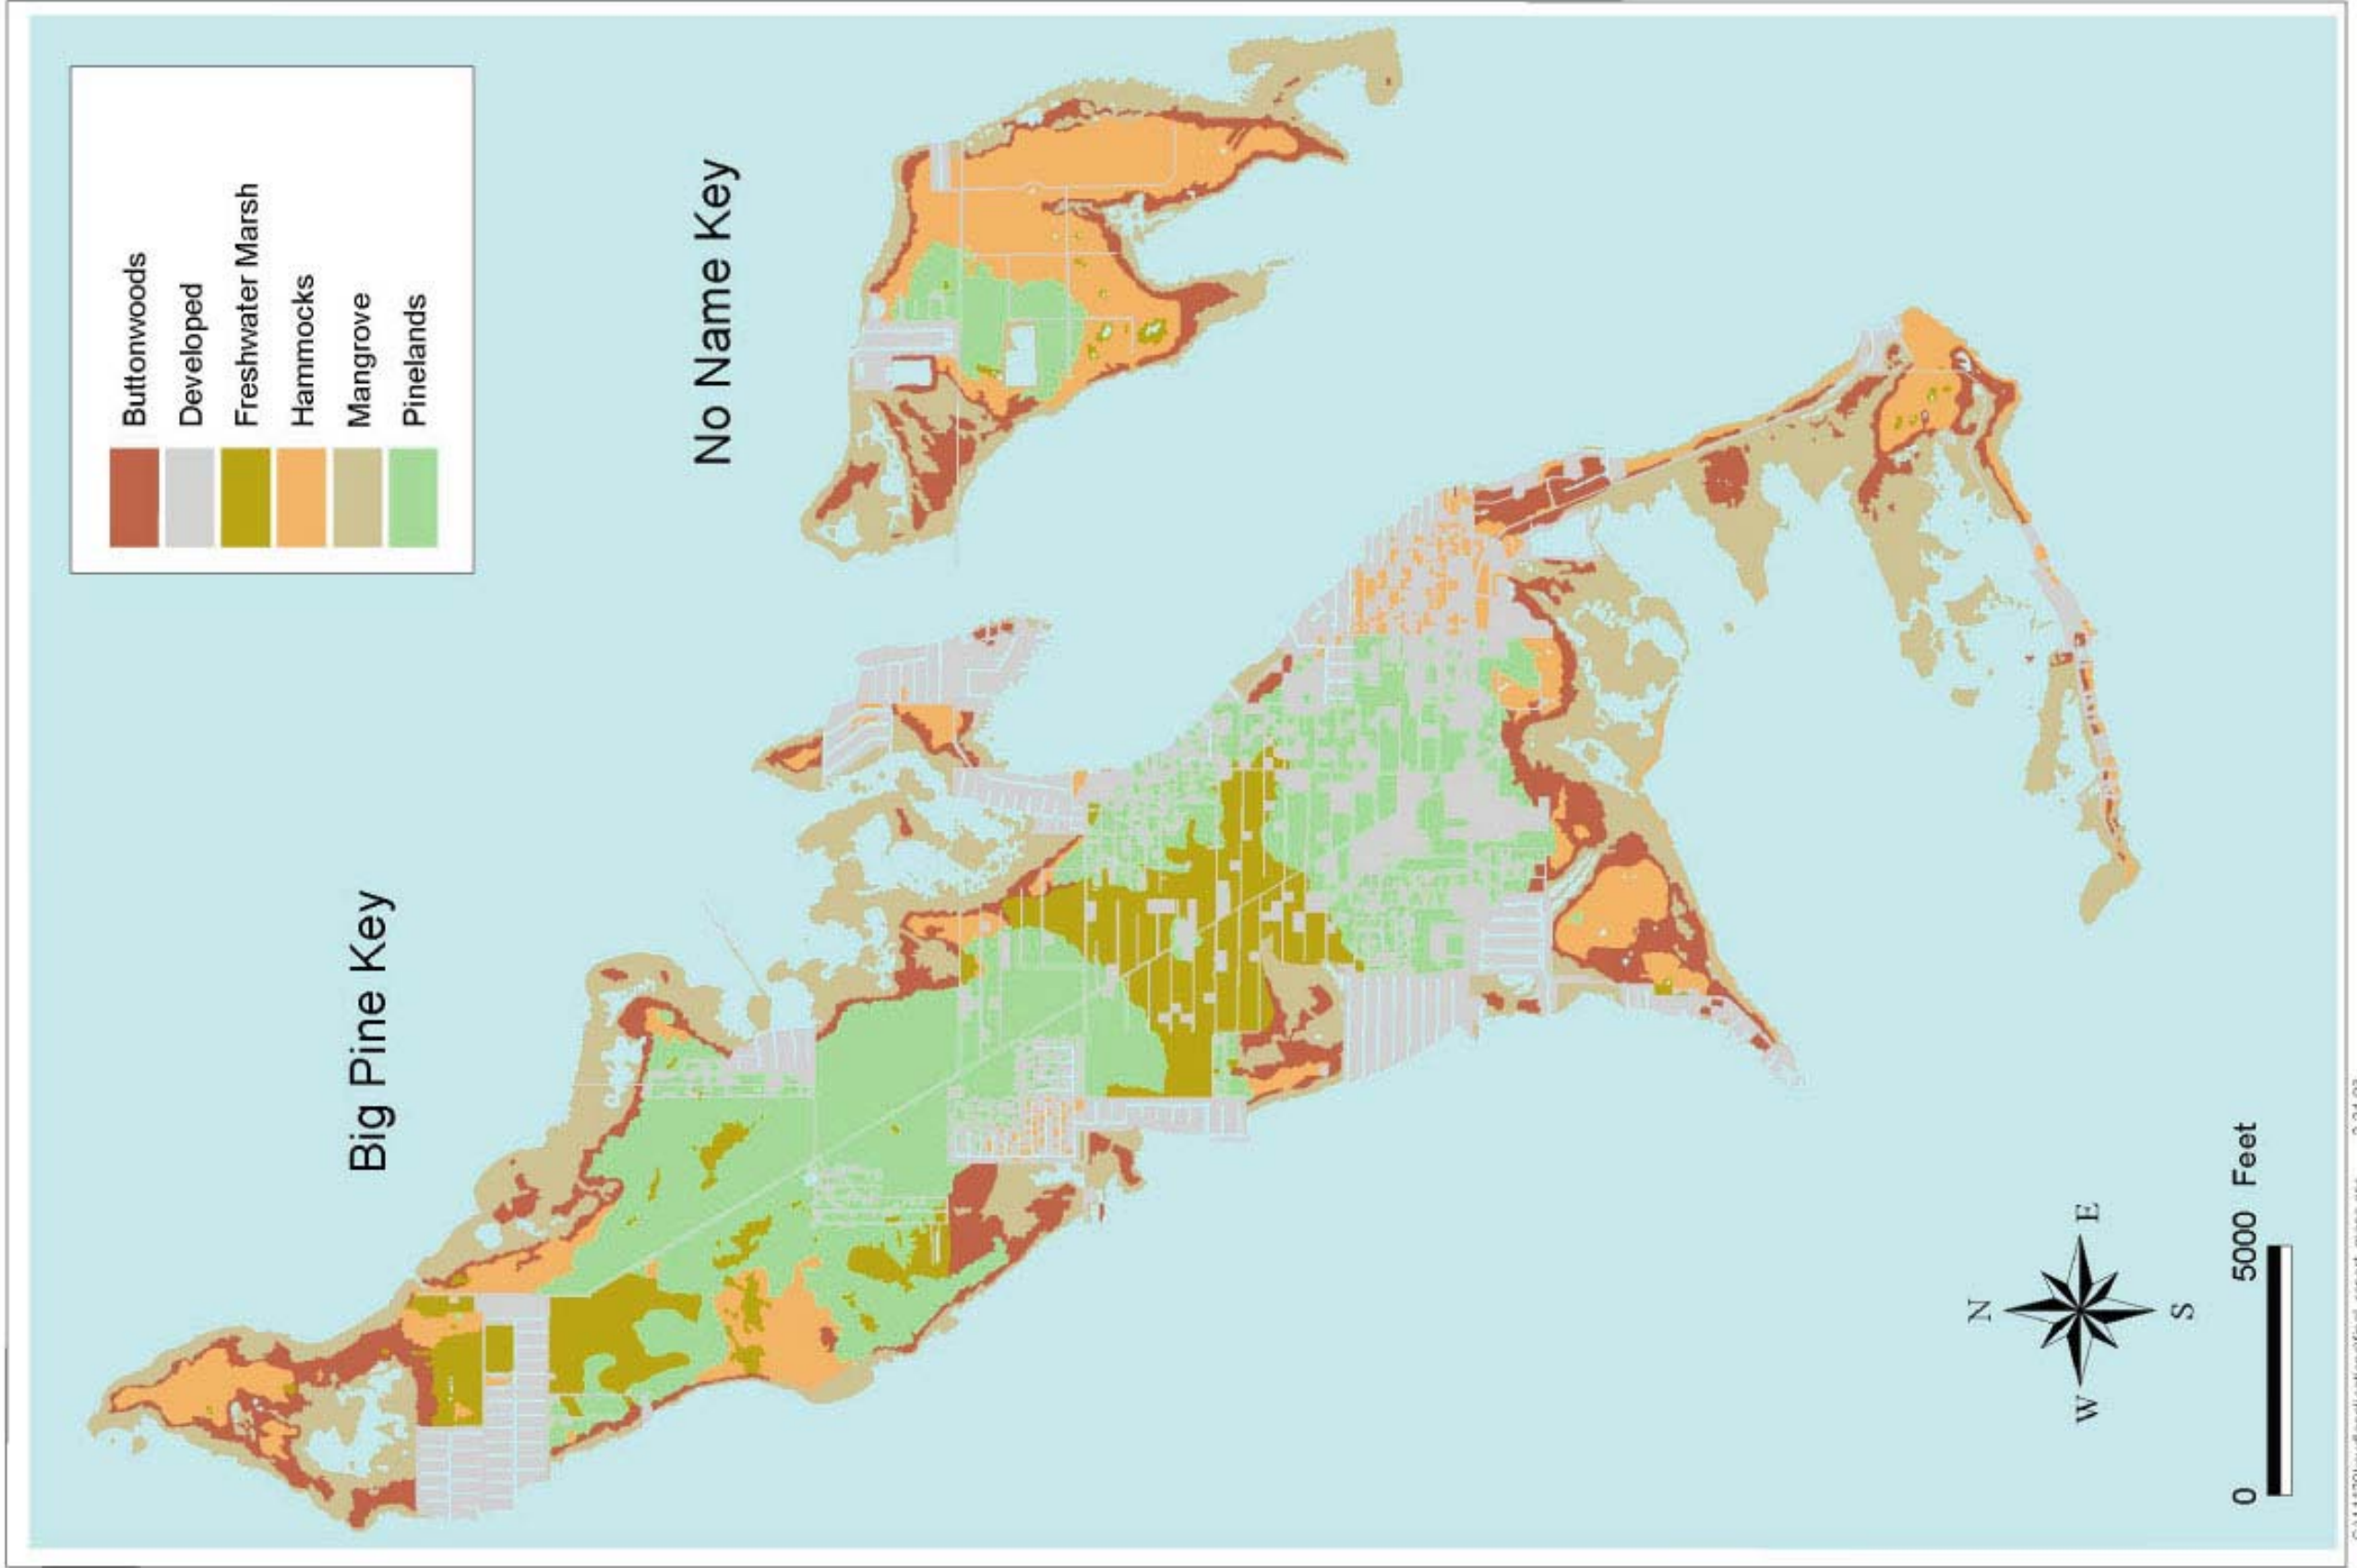 Buttonwoods
Developed
Freshwater Marsh
Hammocks
Mangrove
Pinelands
No Name Key
Big Pine Key
N
W
E
S
0
5000 Feet